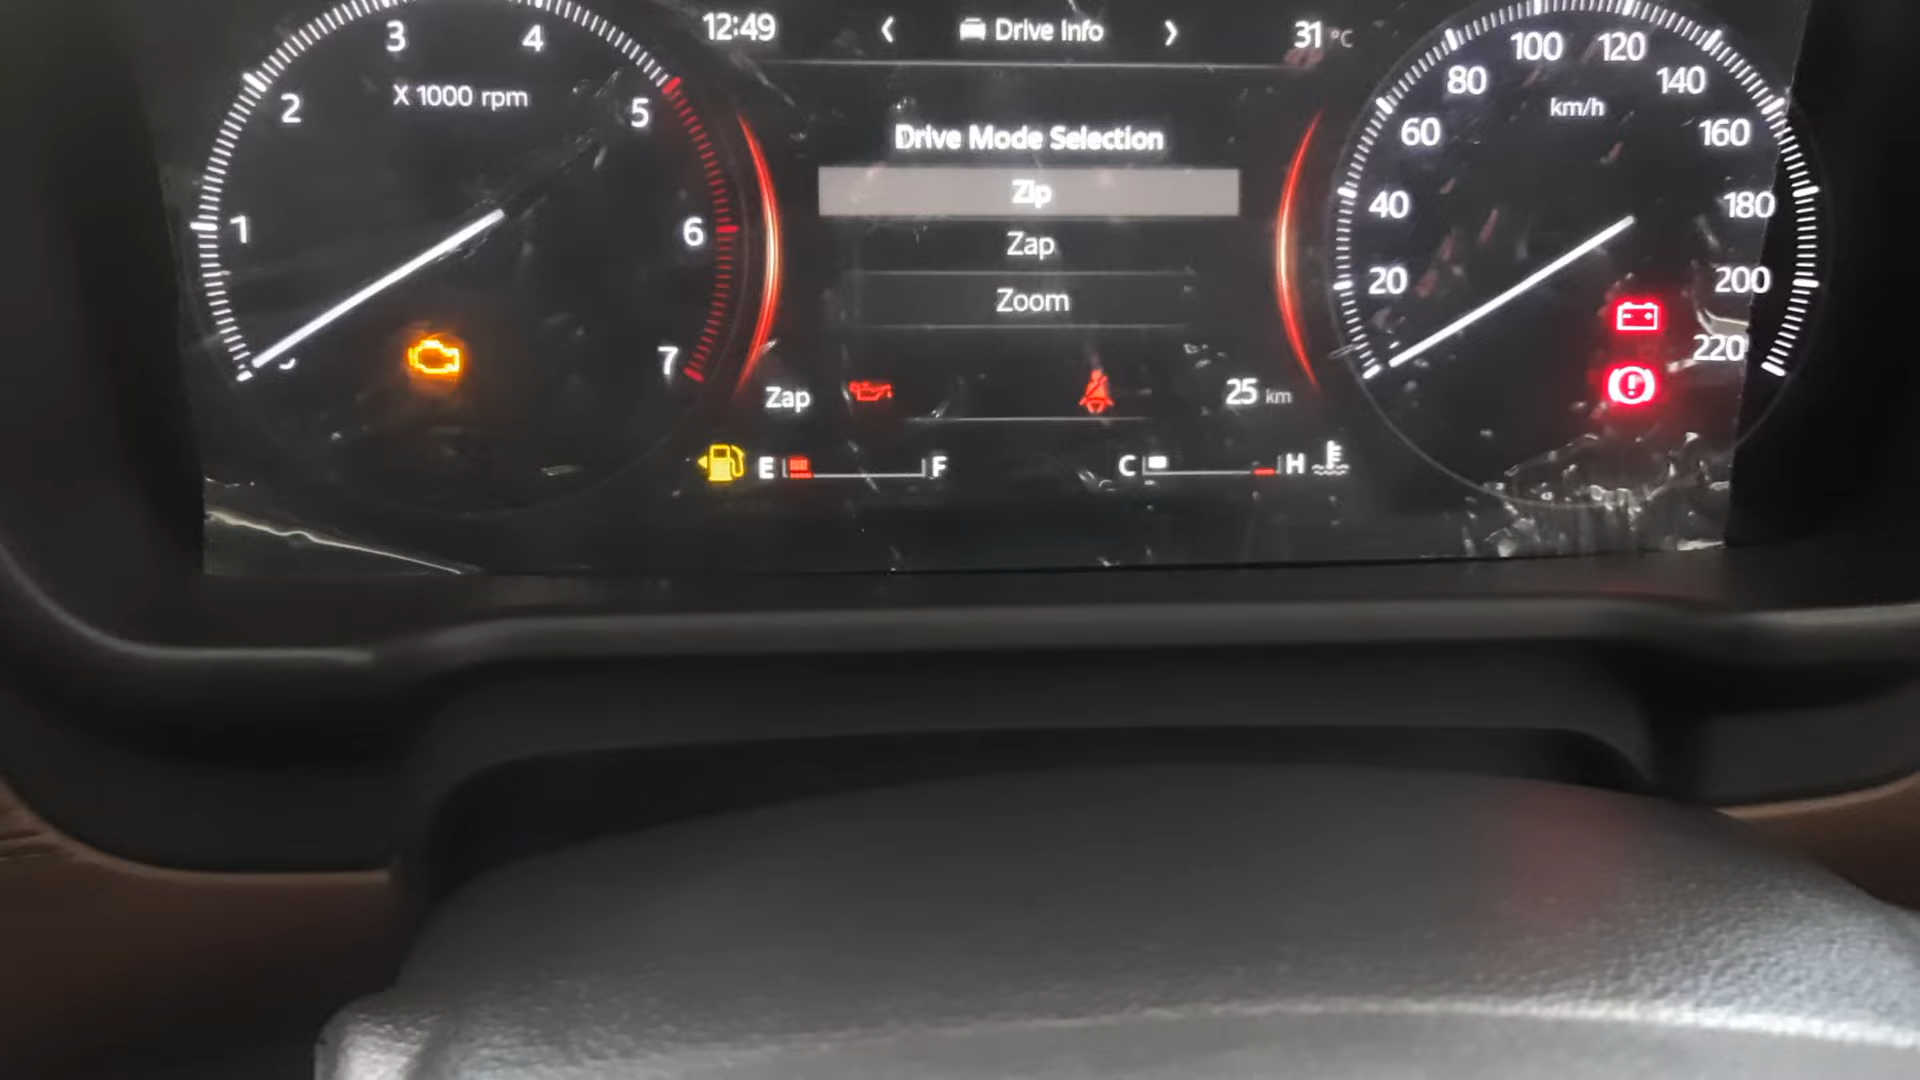 12:49 Drive Info 31 °C
1 2 3 4 5 6 7
X 1000 rpm
Drive Mode Selection
Zip
Zap
Zoom
Zap 25 km
E F C H
20 40 60 80 100 120 140 160 180 200 220
km/h